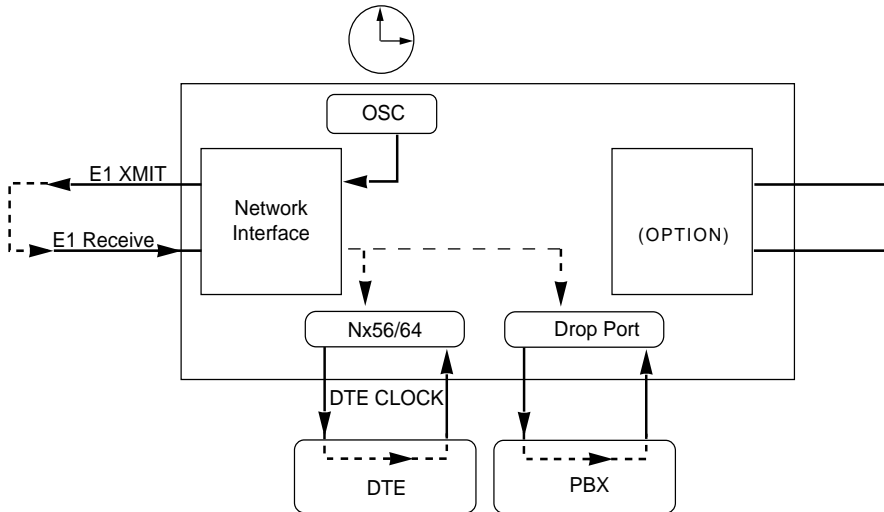 OSC
E1 XMIT
Network
Interface
E1 Receive
(OPTION)
Nx56/64
Drop Port
DTE CLOCK
DTE
PBX